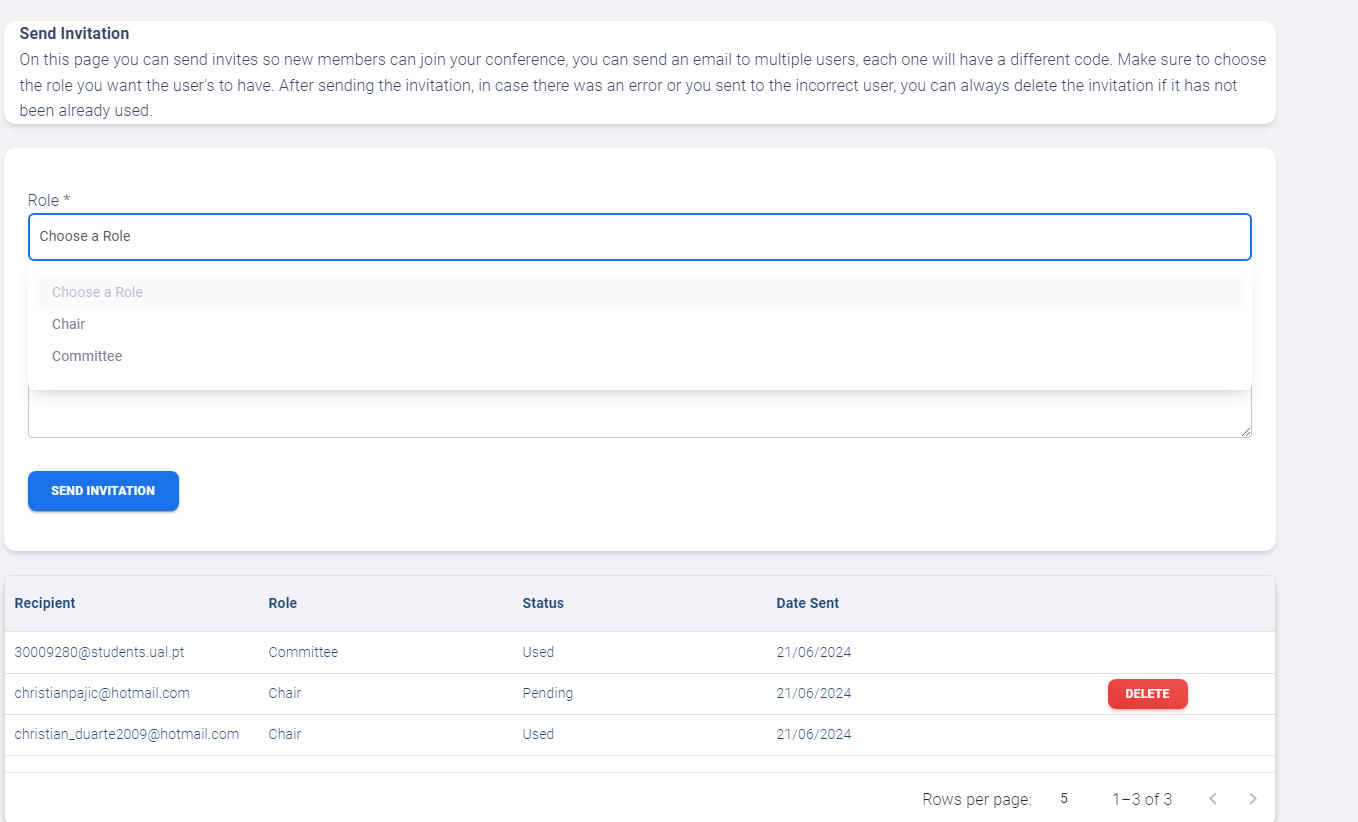 Send Invitation
On this page you can send invites so new members can join your conference, you can send an email to multiple users, each one will have a different code. Make sure to choose
the role you want the user's to have. After sending the invitation, in case there was an error or you sent to the incorrect user, you can always delete the invitation if it has not
been already used.
Role *
Choose a Role
Choose a Role
Chair
Committee
SEND INVITATION
Recipient Role Status Date Sent
30009280@students.ual.pt Committee Used 21/06/2024
christianpajic@hotmail.com Chair Pending 21/06/2024 DELETE
christian_duarte2009@hotmail.com Chair Used 21/06/2024
Rows per page: 5 1–3 of 3